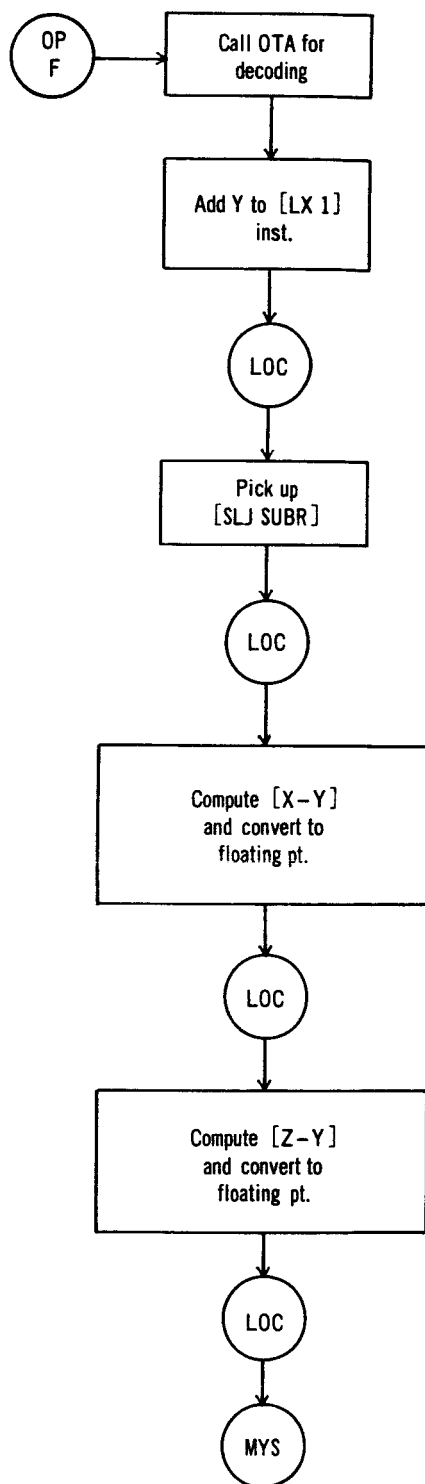 OP
F
Call OTA for
decoding
Add Y to [LX 1]
inst.
LOC
Pick up
[SLJ SUBR]
LOC
Compute [X-Y]
and convert to
floating pt.
LOC
Compute [Z-Y]
and convert to
floating pt.
LOC
MYS